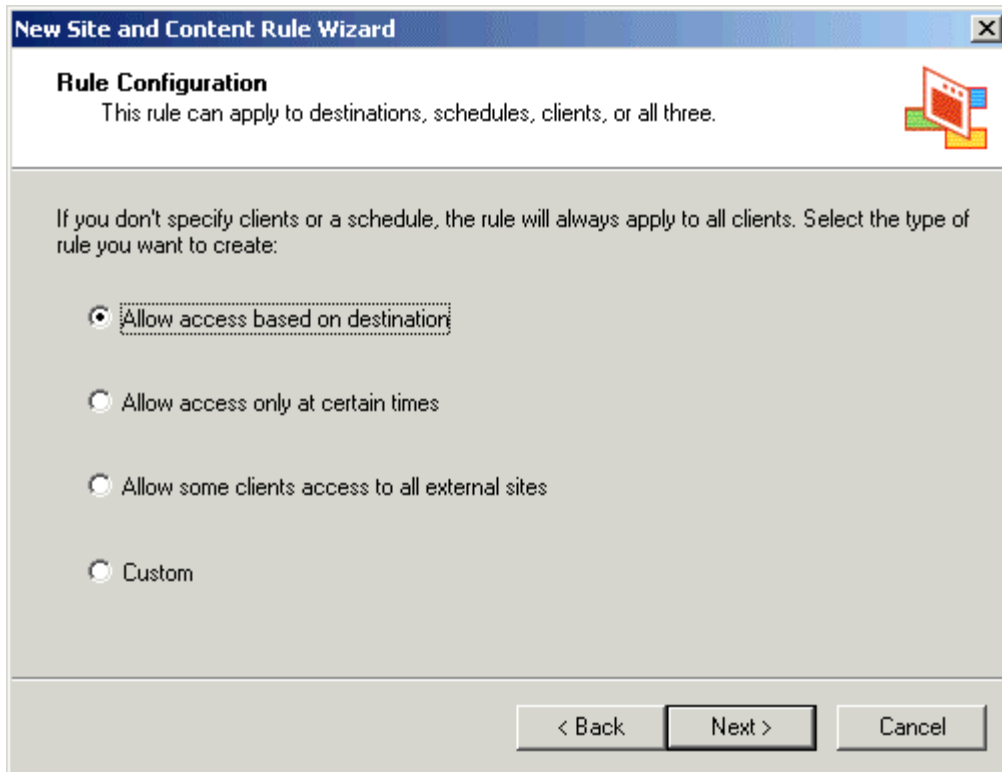 New Site and Content Rule Wizard
Rule Configuration
This rule can apply to destinations, schedules, clients, or all three.
If you don't specify clients or a schedule, the rule will always apply to all clients. Select the type of
rule you want to create:
Allow access based on destination
Allow access only at certain times
Allow some clients access to all external sites
Custom
< Back
Next >
Cancel